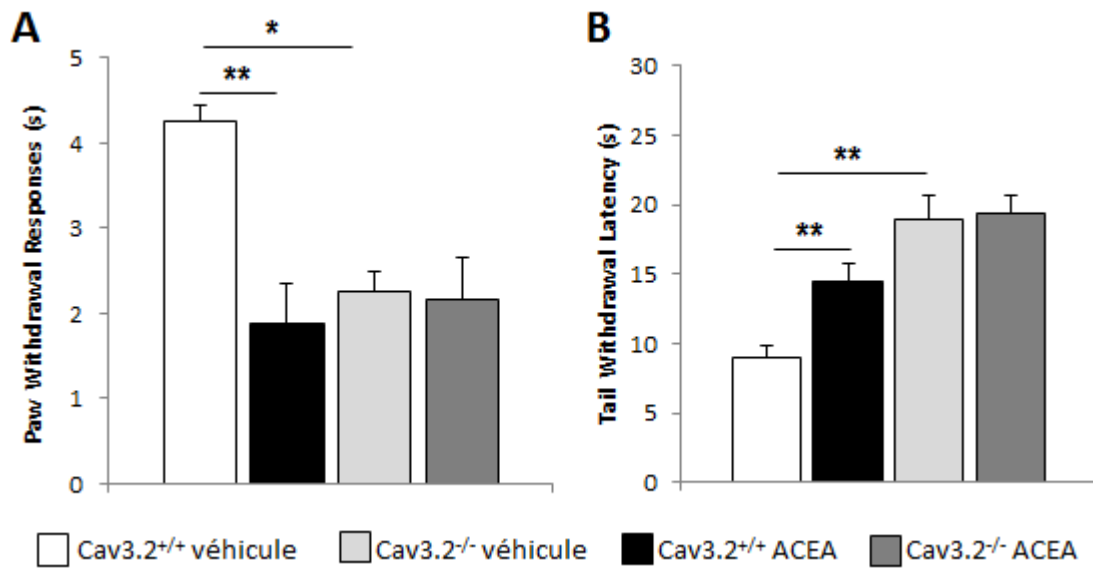 A
Paw Withdrawal Responses (s)
5
4
3
2
1
0
*
**
B
Tail Withdrawal Latency (s)
30
25
20
15
10
5
0
**
**
Cav3.2+/+ véhicule
Cav3.2-/- véhicule
Cav3.2+/+ ACEA
Cav3.2-/- ACEA